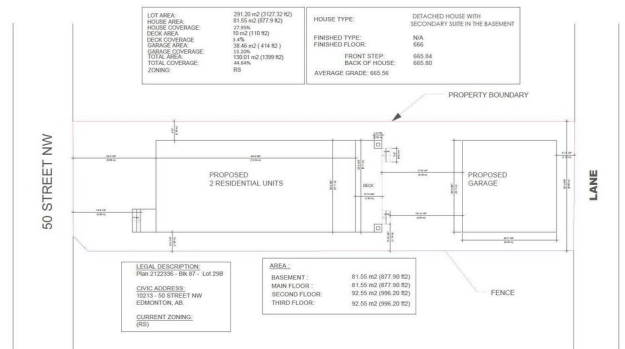 LOT AREA: 291.20 m2 (3127.32 ft2)
HOUSE AREA: 81.55 m2 (877.9 ft2)
HOUSE COVERAGE: 27.95%
DECK AREA 10 m2 (110 ft2)
DECK COVERAGE 3.4%
GARAGE AREA: 38.46 m2 ( 414 ft2 )
GARAGE COVERAGE: 13.20%
TOTAL AREA: 130.01 m2 (1399 ft2)
TOTAL COVERAGE: 44.64%
ZONING: RS
HOUSE TYPE: DETACHED HOUSE WITH
SECONDARY SUITE IN THE BASEMENT
FINISHED TYPE: N/A
FINISHED FLOOR: 666
FRONT STEP: 665.84
BACK OF HOUSE: 665.80
AVERAGE GRADE: 665.56
PROPERTY BOUNDARY
50 STREET NW
PROPOSED
2 RESIDENTIAL UNITS
DECK
PROPOSED
GARAGE
LANE
LEGAL DESCRIPTION:
Plan 2122336 - Blk 87 - Lot 29B
CIVIC ADDRESS:
10213 - 50 STREET NW
EDMONTON, AB.
CURRENT ZONING:
(RS)
AREA :
BASEMENT : 81.55 m2 (877.90 ft2)
MAIN FLOOR : 81.55 m2 (877.90 ft2)
SECOND FLOOR: 92.55 m2 (996.20 ft2)
THIRD FLOOR: 92.55 m2 (996.20 ft2)
FENCE